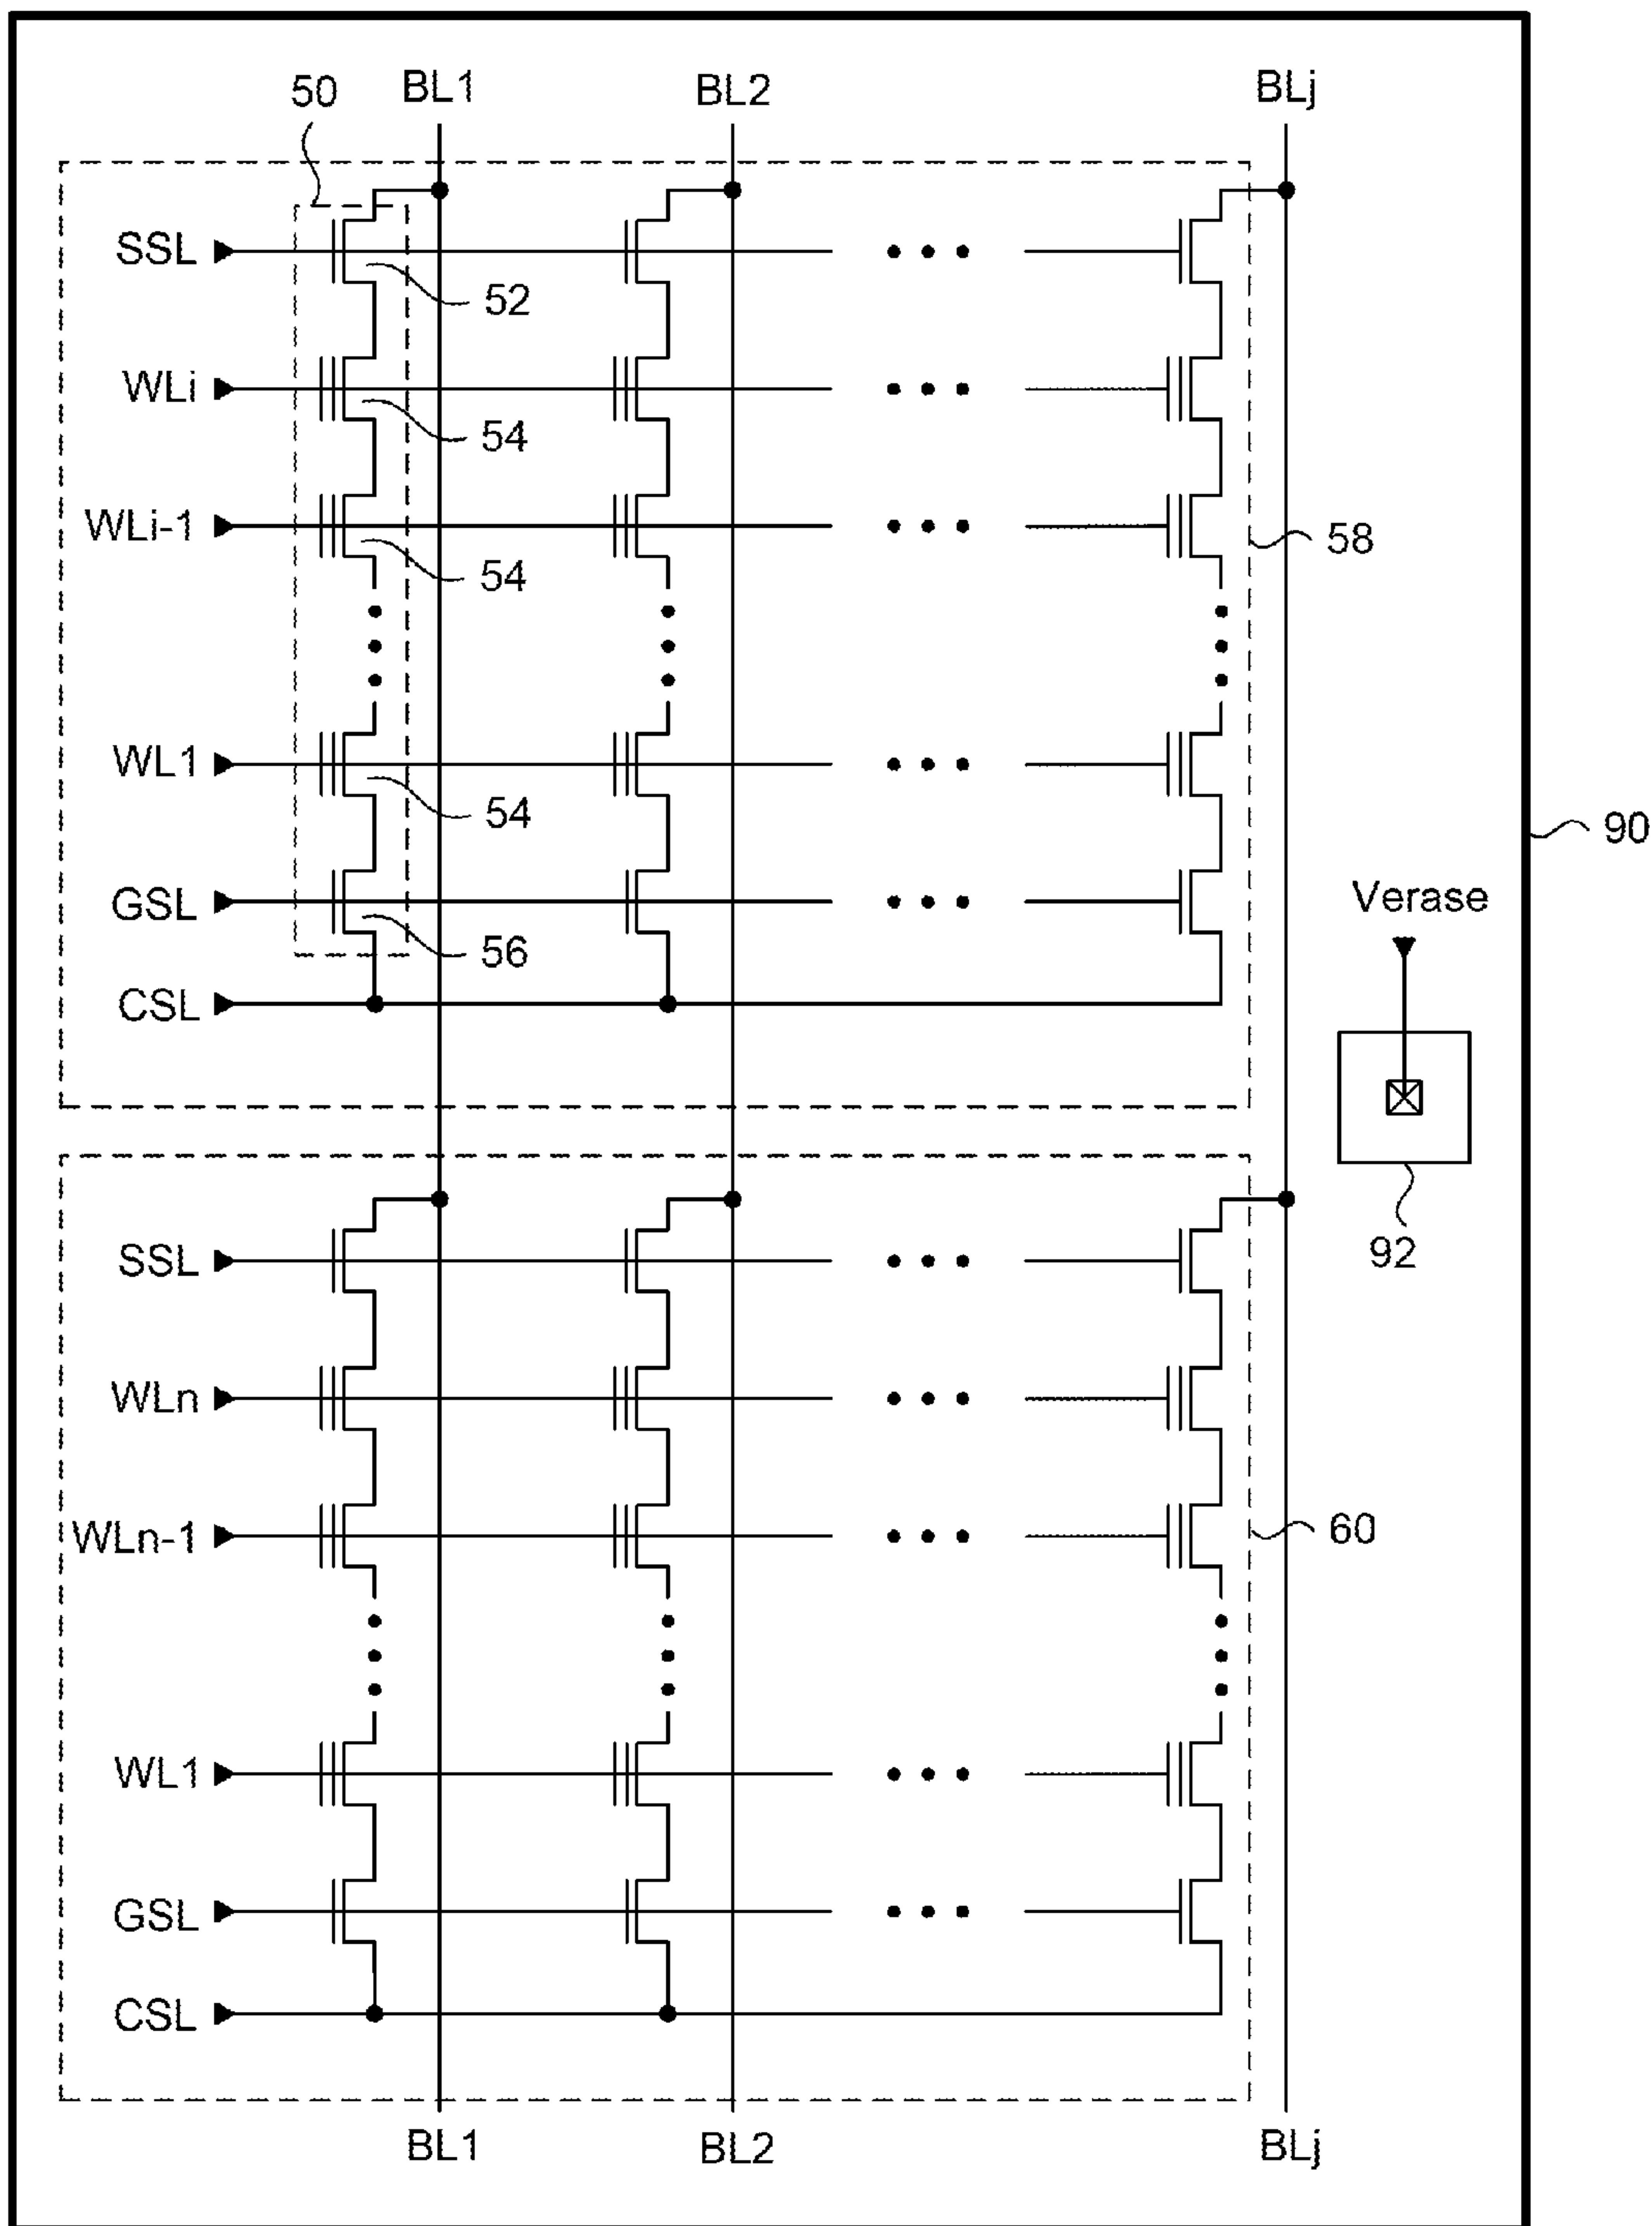 50
BL1
BL2
BLj
SSL
52
WLi
54
WLi-1
54
58
WL1
54
90
GSL
56
Verase
CSL
92
SSL
WLn
WLn-1
60
WL1
GSL
CSL
BL1
BL2
BLj